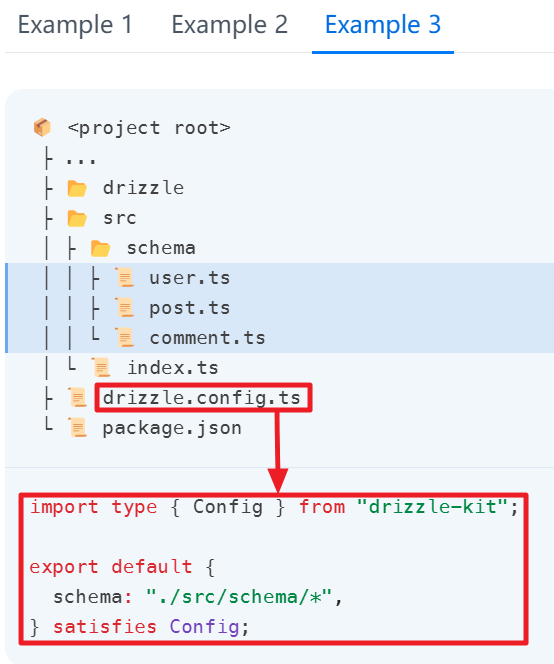 Example 1 Example 2 Example 3
<project root>
├ ...
├ drizzle
├ src
│ ├ schema
│ │ ├ user.ts
│ │ ├ post.ts
│ │ └ comment.ts
│ └ index.ts
├ drizzle.config.ts
└ package.json
import type { Config } from "drizzle-kit";
export default {
  schema: "./src/schema/*",
} satisfies Config;